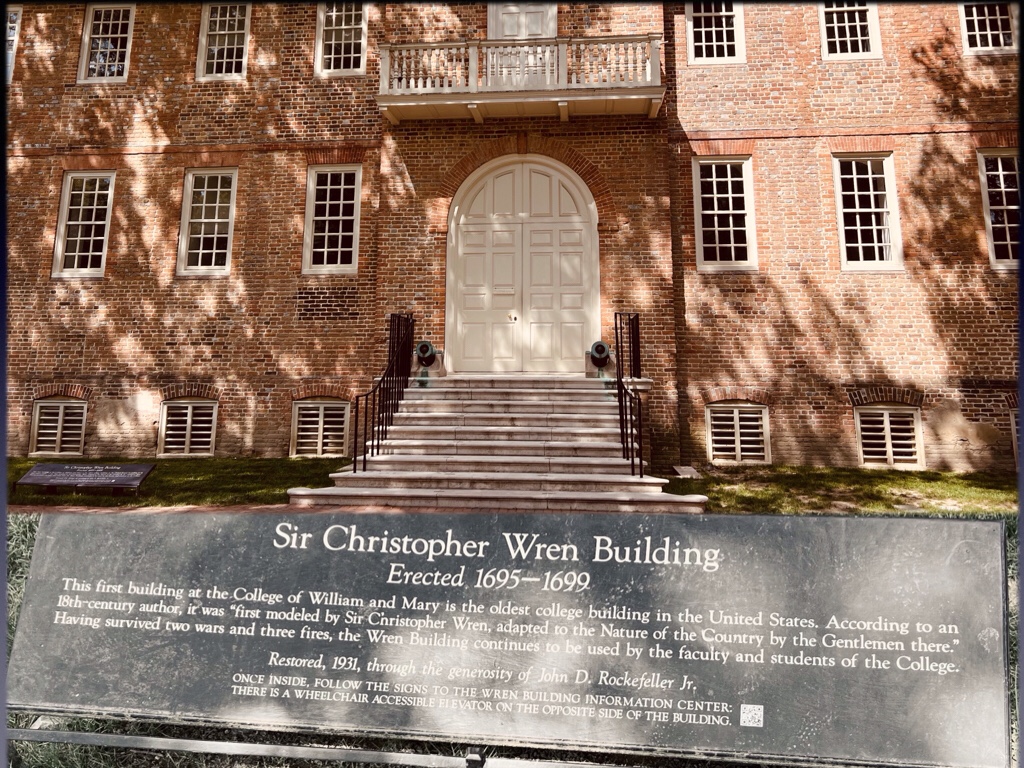 Sir Christopher Wren Building
Sir Christopher Wren Building
Erected 1695–1699
This first building at the College of William and Mary is the oldest college building in the United States. According to an
18th-century author, it was “first modeled by Sir Christopher Wren, adapted to the Nature of the Country by the Gentlemen there.”
Having survived two wars and three fires, the Wren Building continues to be used by the faculty and students of the College.
Restored, 1931, through the generosity of John D. Rockefeller Jr.
ONCE INSIDE, FOLLOW THE SIGNS TO THE WREN BUILDING INFORMATION CENTER:
THERE IS A WHEELCHAIR ACCESSIBLE ELEVATOR ON THE OPPOSITE SIDE OF THE BUILDING.